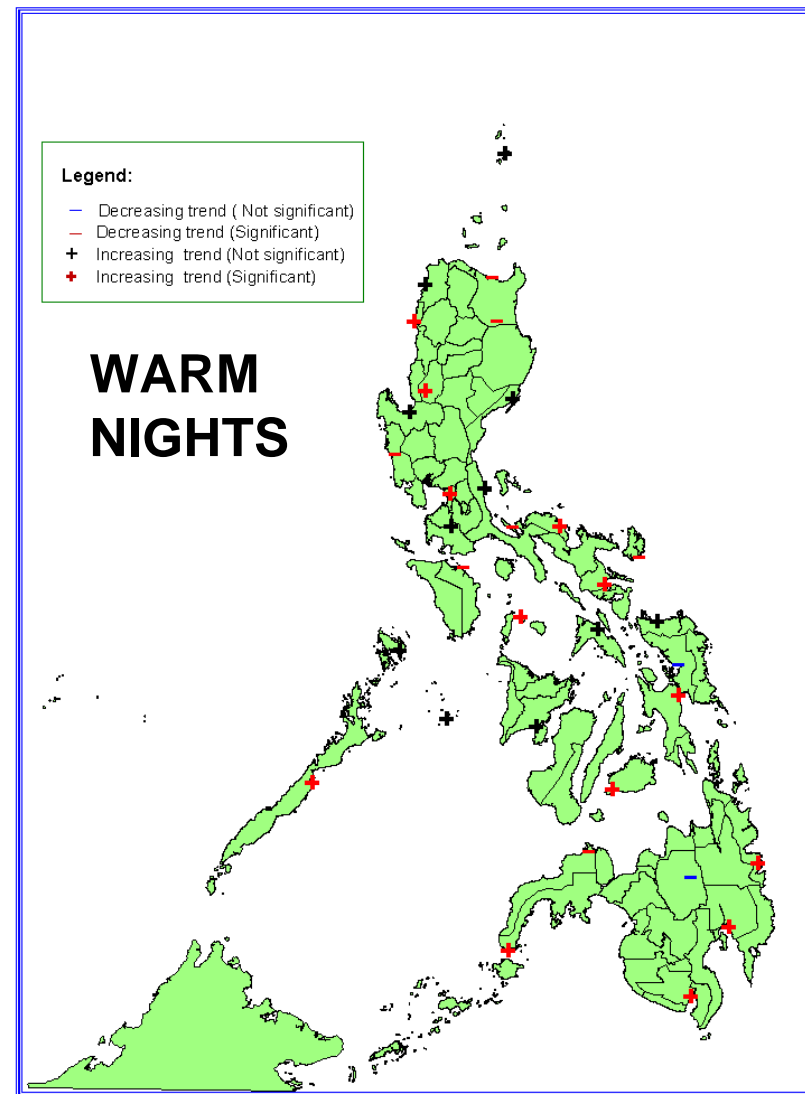 Legend:
Decreasing trend ( Not significant)
Decreasing trend (Significant)
Increasing trend (Not significant)
Increasing trend (Significant)
WARM
NIGHTS